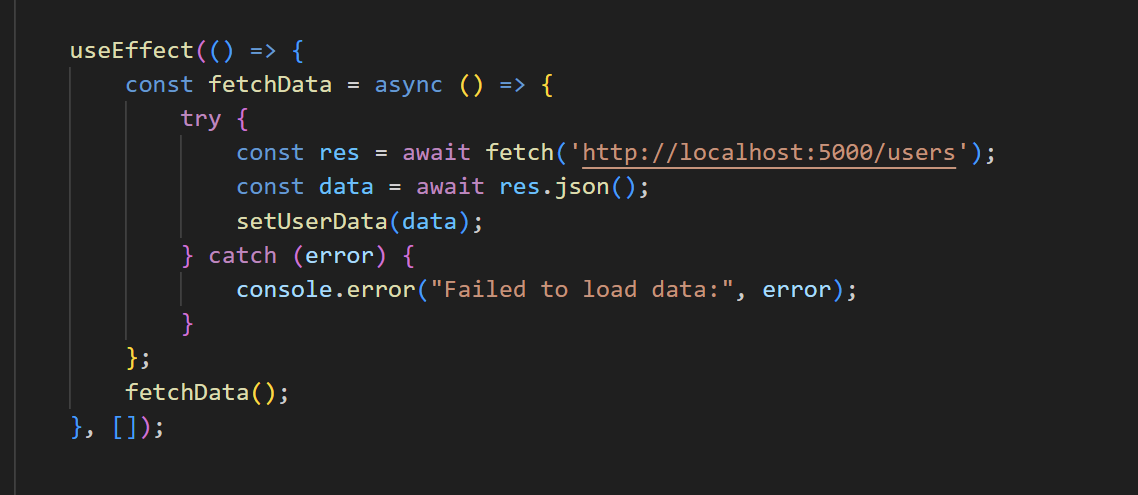 useEffect(() => {
    const fetchData = async () => {
        try {
            const res = await fetch('http://localhost:5000/users');
            const data = await res.json();
            setUserData(data);
        } catch (error) {
            console.error("Failed to load data:", error);
        }
    };
    fetchData();
}, []);